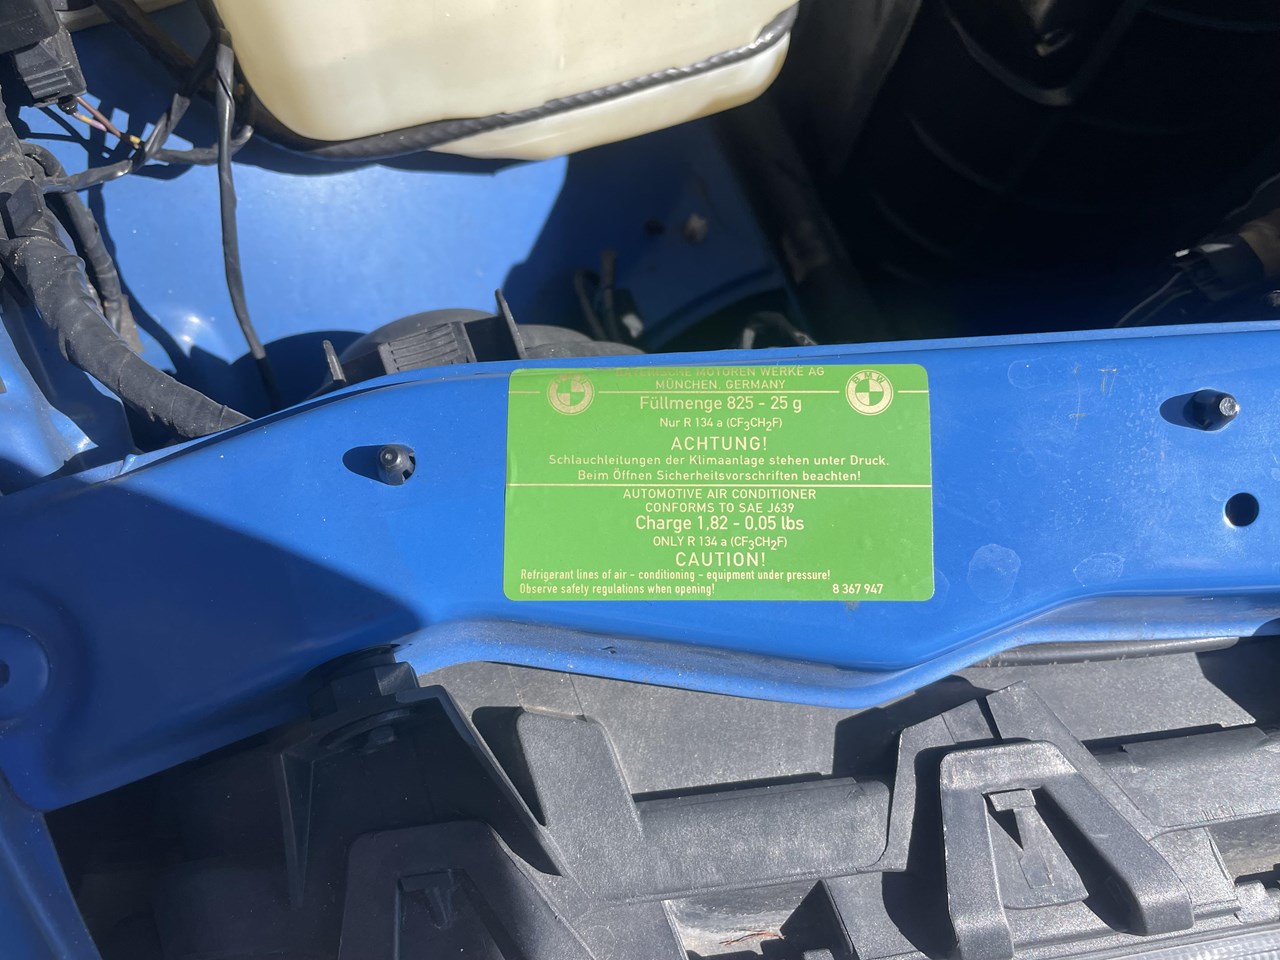 MOTOREN WERKE AG
MÜNCHEN, GERMANY
Füllmenge 825 - 25 g
Nur R 134 a (CF3CH2F)
ACHTUNG!
Schlauchleitungen der Klimaanlage stehen unter Druck.
Beim Öffnen Sicherheitsvorschriften beachten!
AUTOMOTIVE AIR CONDITIONER
CONFORMS TO SAE J639
Charge 1,82 - 0,05 lbs
ONLY R 134 a (CF3CH2F)
CAUTION!
Refrigerant lines of air - conditioning - equipment under pressure!
Observe safety regulations when opening!
8 367 947